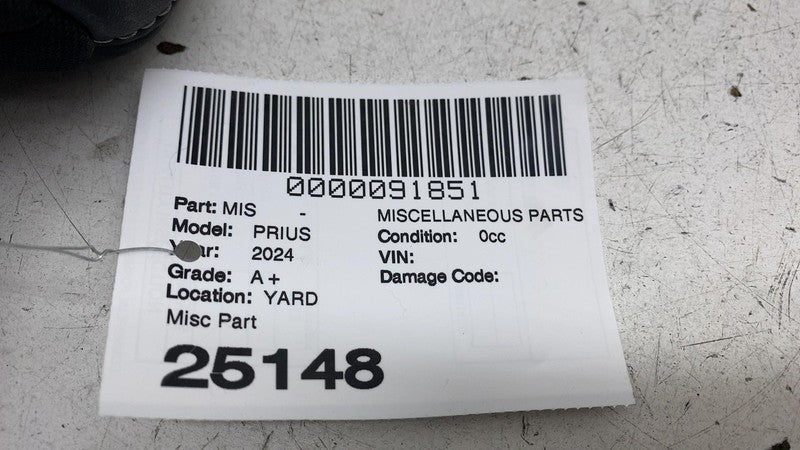 0000091851
Part: MIS - MISCELLANEOUS PARTS
Model: PRIUS Condition: 0cc
Year: 2024 VIN:
Grade: A+ Damage Code:
Location: YARD
Misc Part
25148